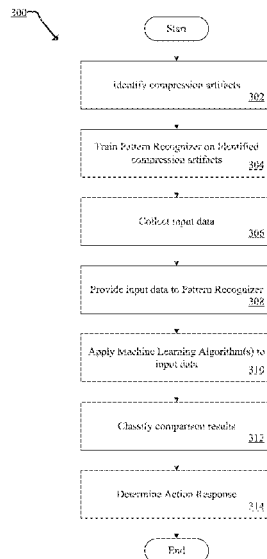 300
Start
Identify compression artifacts
302
Train Pattern Recognizer on Identified
compression artifacts
304
Collect input data
306
Provide input data to Pattern Recognizer
308
Apply Machine Learning Algorithm(s) to
input data
310
Classify comparison results
312
Determine Action Response
314
End